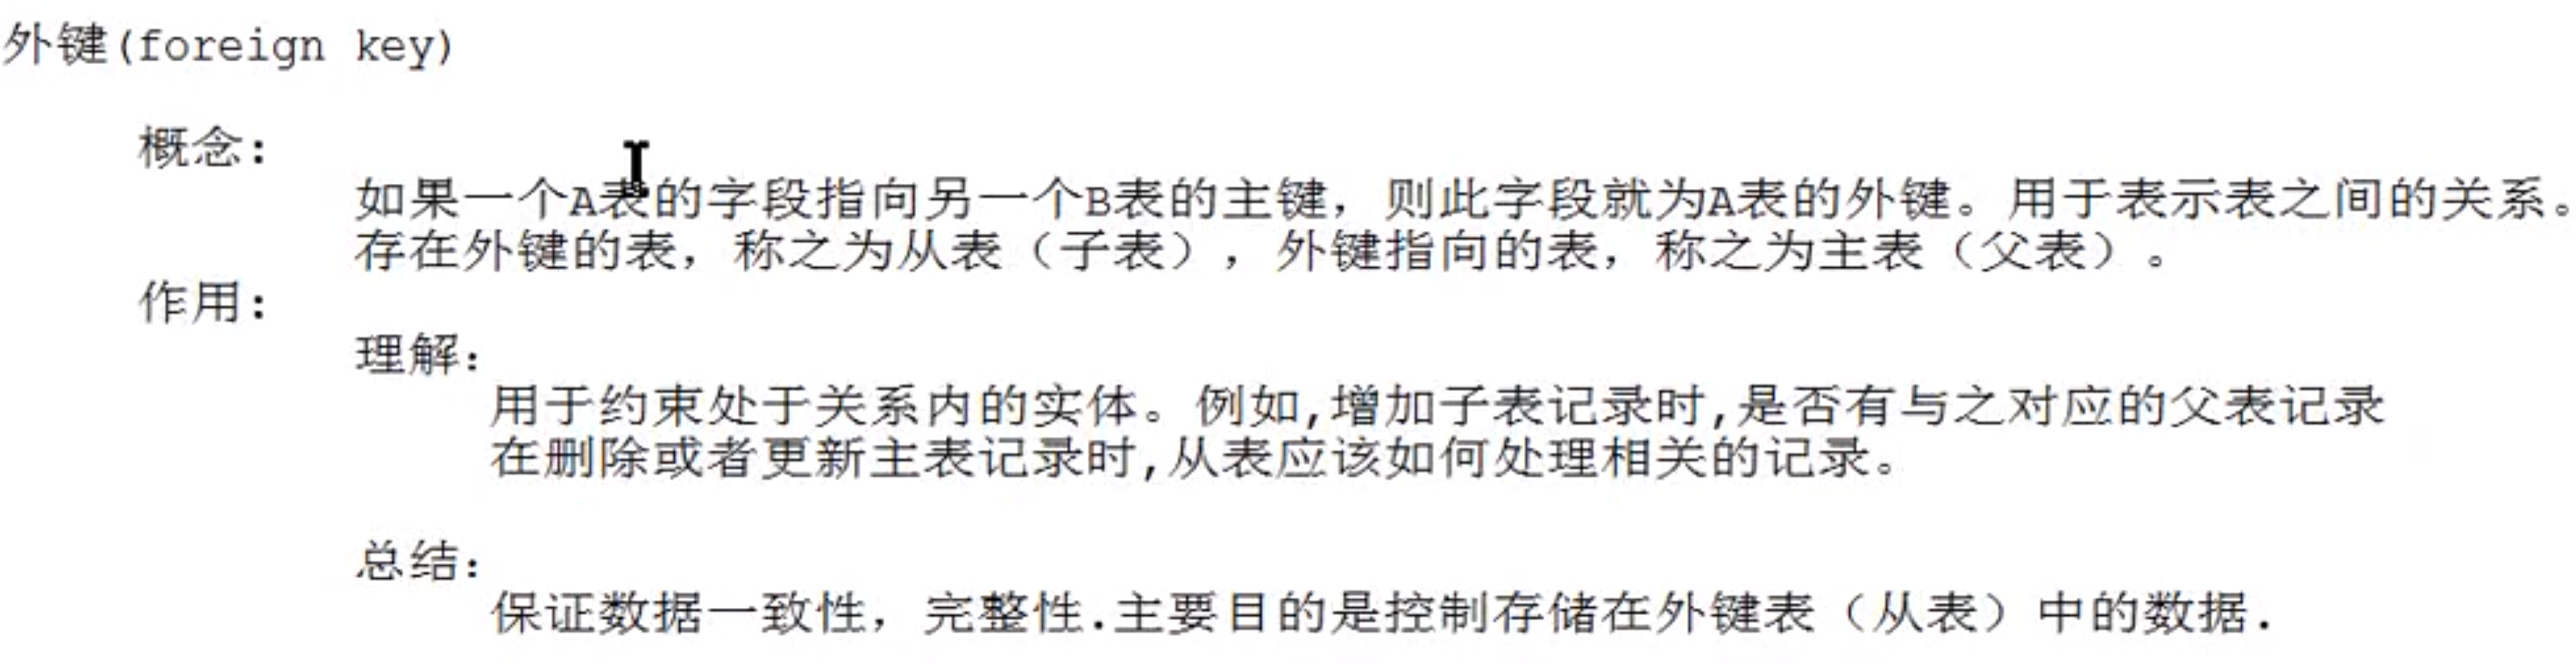 外键(foreign key)
概念:
如果一个A表的字段指向另一个B表的主键，则此字段就为A表的外键。用于表示表之间的关系。
存在外键的表，称之为从表（子表），外键指向的表，称之为主表（父表）。
作用:
理解:
用于约束处于关系内的实体。例如,增加子表记录时,是否有与之对应的父表记录
在删除或者更新主表记录时,从表应该如何处理相关的记录。
总结:
保证数据一致性，完整性.主要目的是控制存储在外键表（从表）中的数据.